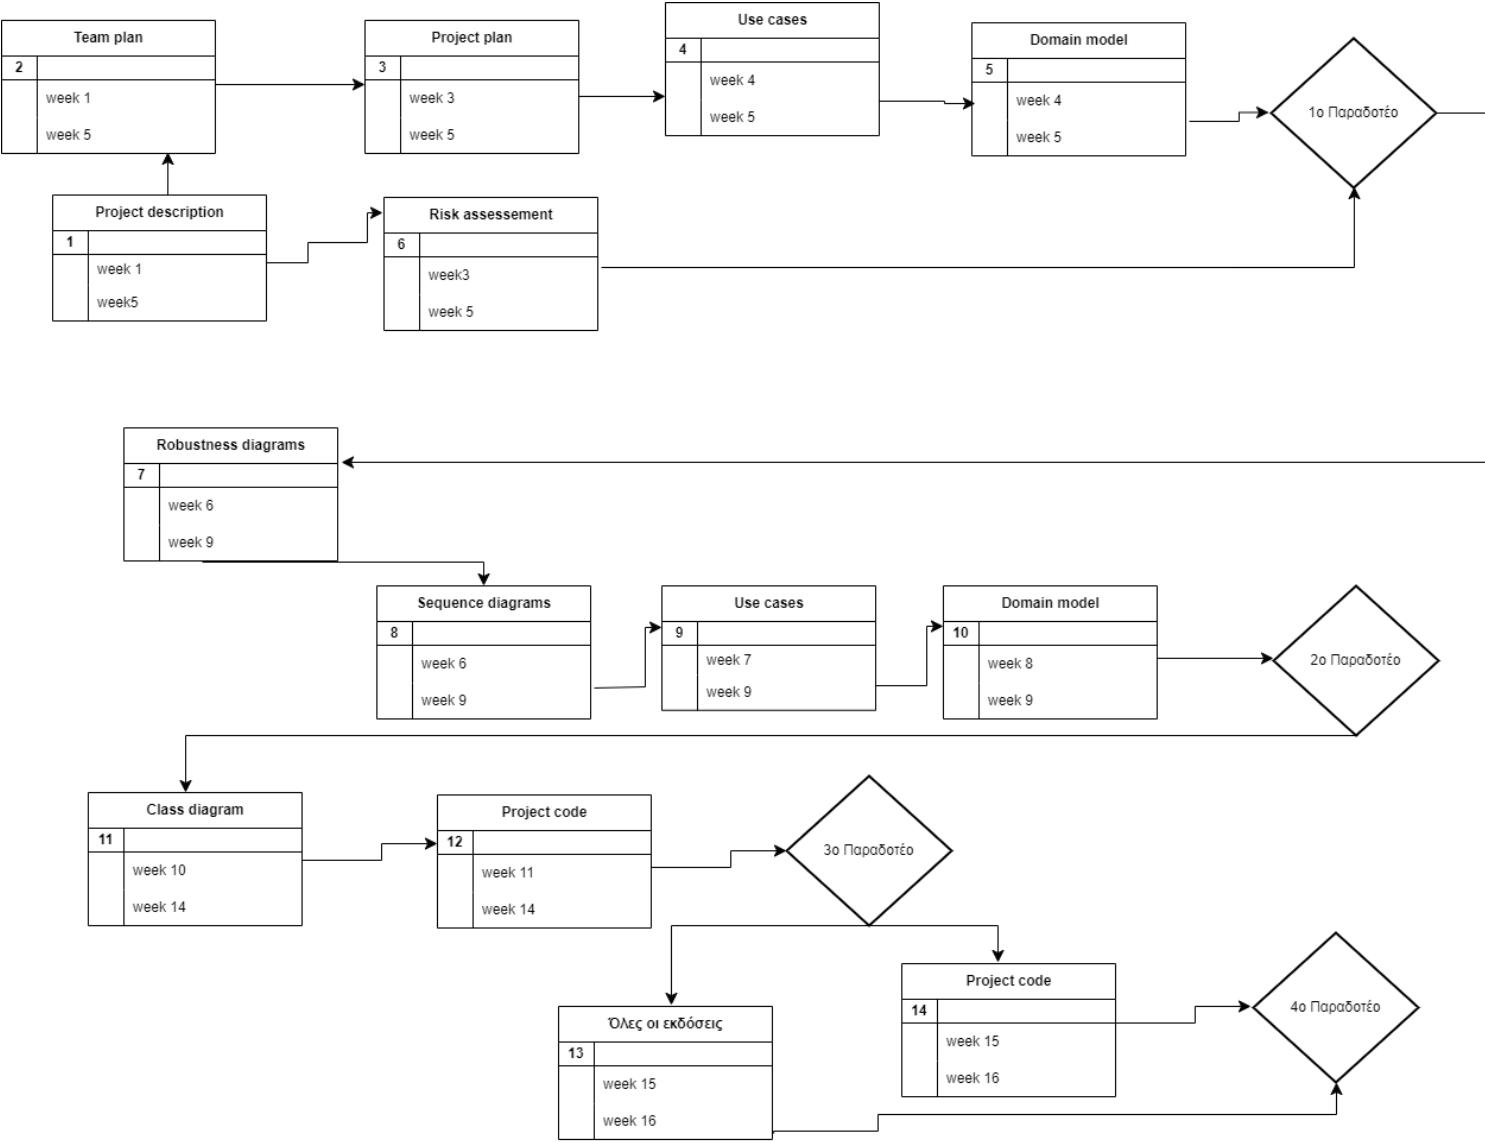 Team plan
2
week 1
week 5
Project plan
3
week 3
week 5
Use cases
4
week 4
week 5
Domain model
5
week 4
week 5
1ο Παραδοτέο
Project description
1
week 1
week5
Risk assessement
6
week3
week 5
Robustness diagrams
7
week 6
week 9
Sequence diagrams
8
week 6
week 9
Use cases
9
week 7
week 9
Domain model
10
week 8
week 9
2ο Παραδοτέο
Class diagram
11
week 10
week 14
Project code
12
week 11
week 14
3ο Παραδοτέο
Όλες οι εκδόσεις
13
week 15
week 16
Project code
14
week 15
week 16
4ο Παραδοτέο